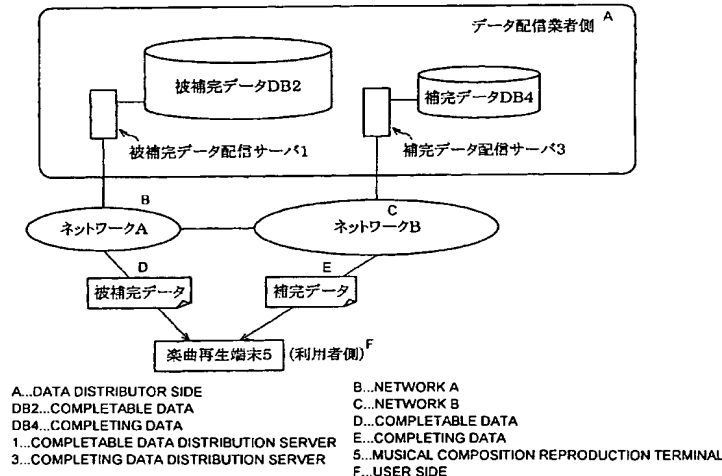 データ配信業者側 A
被補完データDB2
補完データDB4
被補完データ配信サーバ1
補完データ配信サーバ3
B
C
ネットワークA
ネットワークB
D
E
被補完データ
補完データ
楽曲再生端末5 (利用者側) F
A...DATA DISTRIBUTOR SIDE
DB2...COMPLETABLE DATA
DB4...COMPLETING DATA
1...COMPLETABLE DATA DISTRIBUTION SERVER
3...COMPLETING DATA DISTRIBUTION SERVER
B...NETWORK A
C...NETWORK B
D...COMPLETABLE DATA
E...COMPLETING DATA
5...MUSICAL COMPOSITION REPRODUCTION TERMINAL
F...USER SIDE